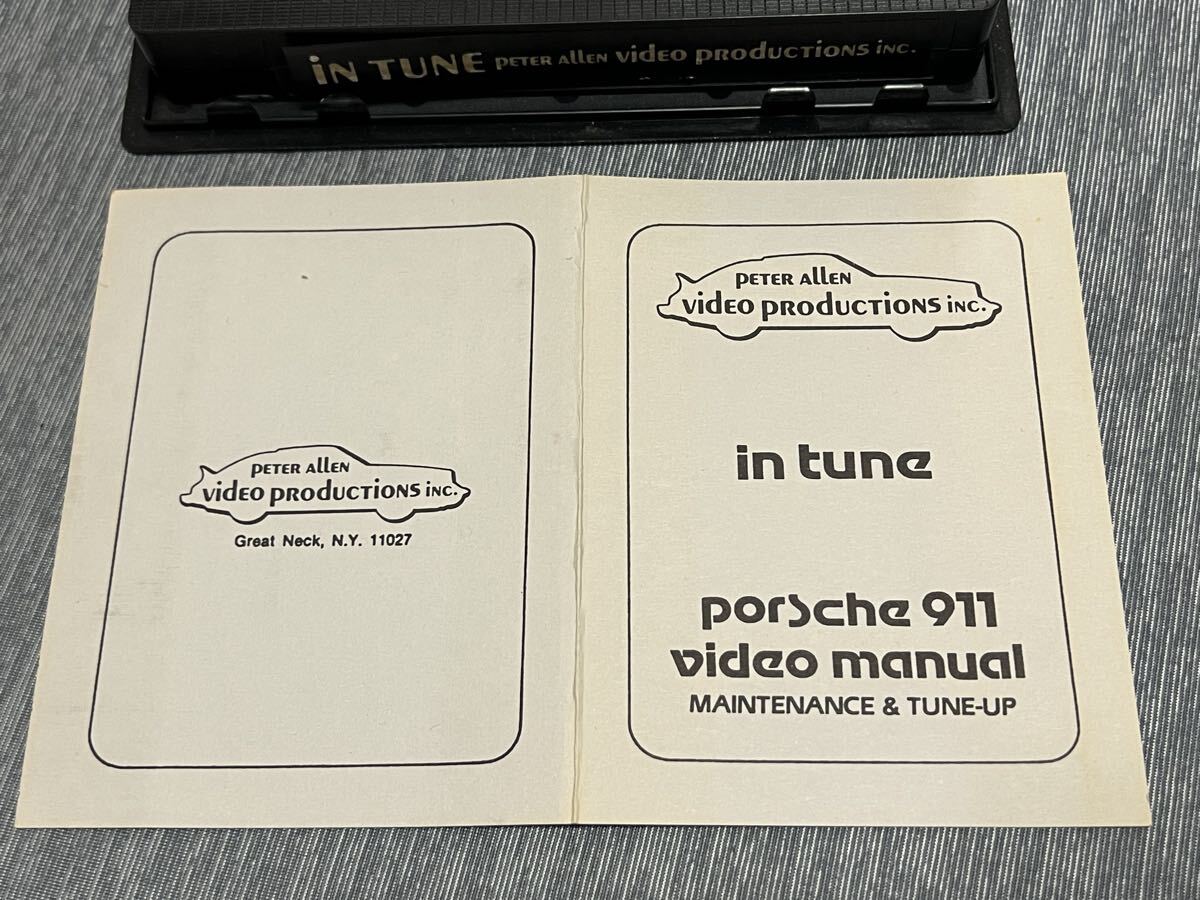 iN TUNE PETER AllEN VidEO PROducTiONS iNC.
PETER AllEN
VidEO PROducTiONS iNC.
Great Neck, N.Y. 11027
PETER AllEN
VidEO PROducTiONS iNC.
in tune
porsche 911
video manual
MAINTENANCE & TUNE-UP